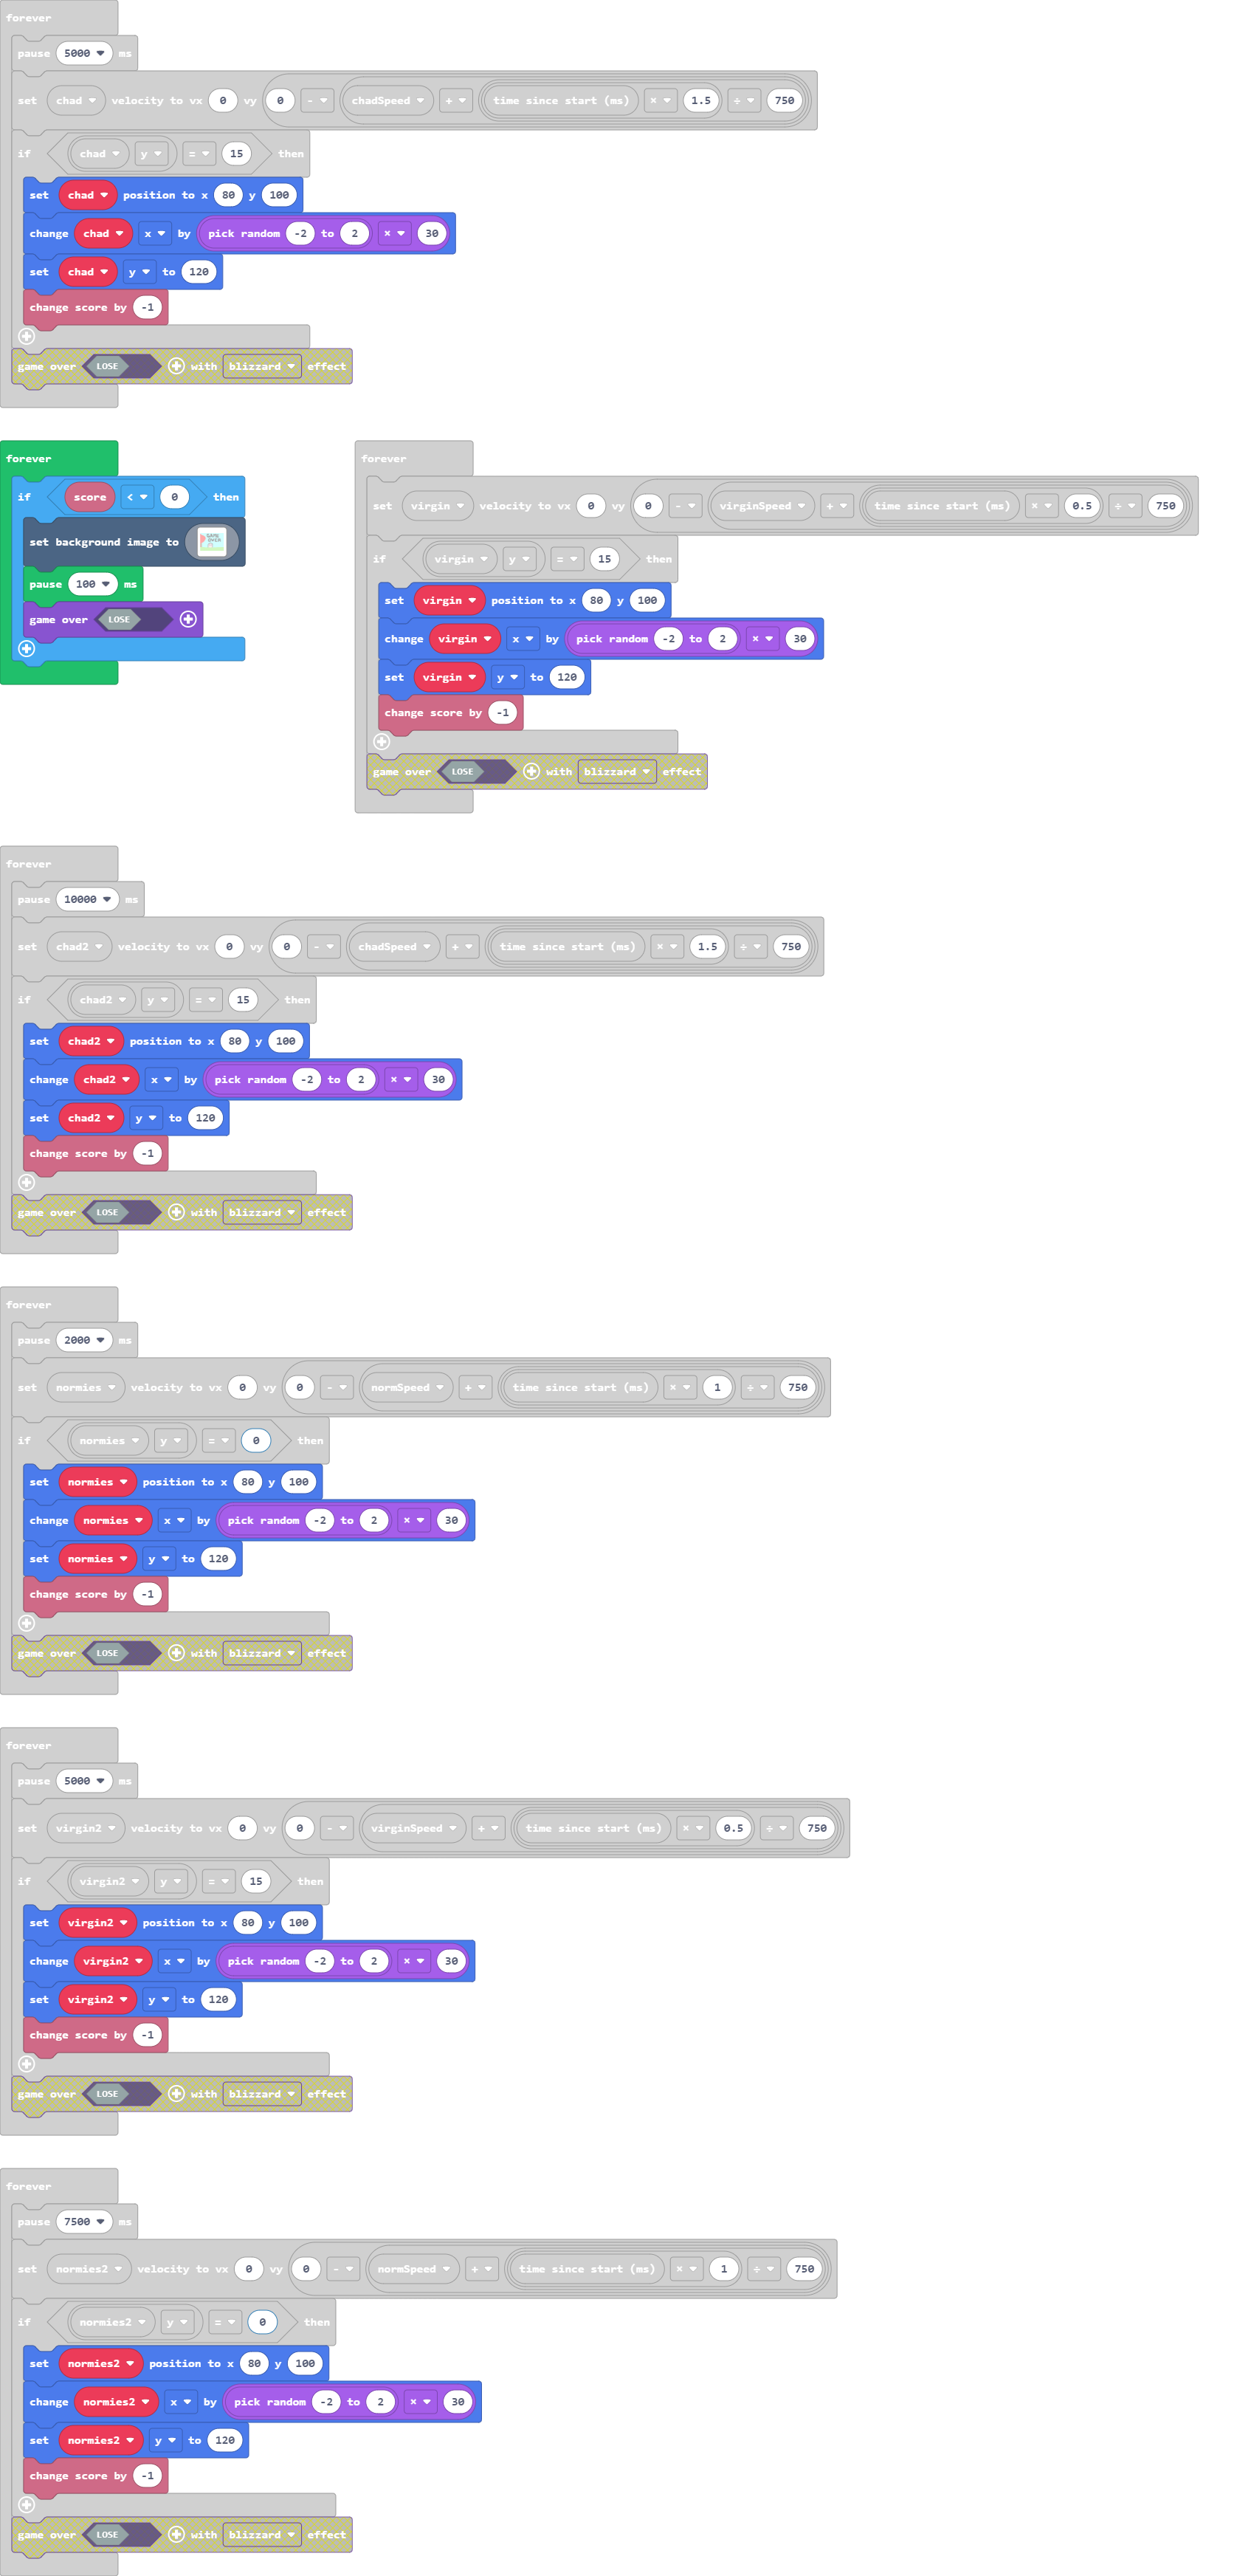 forever
pause 5000 ms
set chad velocity to vx 0 vy 0 - chadSpeed + time since start (ms) × 1.5 ÷ 750
if chad y = 15 then
set chad position to x 80 y 100
change chad x by pick random -2 to 2 × 30
set chad y to 120
change score by -1
game over LOSE with blizzard effect
forever
if score < 0 then
set background image to
pause 100 ms
game over LOSE
forever
set virgin velocity to vx 0 vy 0 - virginSpeed + time since start (ms) × 0.5 ÷ 750
if virgin y = 15 then
set virgin position to x 80 y 100
change virgin x by pick random -2 to 2 × 30
set virgin y to 120
change score by -1
game over LOSE with blizzard effect
forever
pause 10000 ms
set chad2 velocity to vx 0 vy 0 - chadSpeed + time since start (ms) × 1.5 ÷ 750
if chad2 y = 15 then
set chad2 position to x 80 y 100
change chad2 x by pick random -2 to 2 × 30
set chad2 y to 120
change score by -1
game over LOSE with blizzard effect
forever
pause 2000 ms
set normies velocity to vx 0 vy 0 - normSpeed + time since start (ms) × 1 ÷ 750
if normies y = 0 then
set normies position to x 80 y 100
change normies x by pick random -2 to 2 × 30
set normies y to 120
change score by -1
game over LOSE with blizzard effect
forever
pause 5000 ms
set virgin2 velocity to vx 0 vy 0 - virginSpeed + time since start (ms) × 0.5 ÷ 750
if virgin2 y = 15 then
set virgin2 position to x 80 y 100
change virgin2 x by pick random -2 to 2 × 30
set virgin2 y to 120
change score by -1
game over LOSE with blizzard effect
forever
pause 7500 ms
set normies2 velocity to vx 0 vy 0 - normSpeed + time since start (ms) × 1 ÷ 750
if normies2 y = 0 then
set normies2 position to x 80 y 100
change normies2 x by pick random -2 to 2 × 30
set normies2 y to 120
change score by -1
game over LOSE with blizzard effect